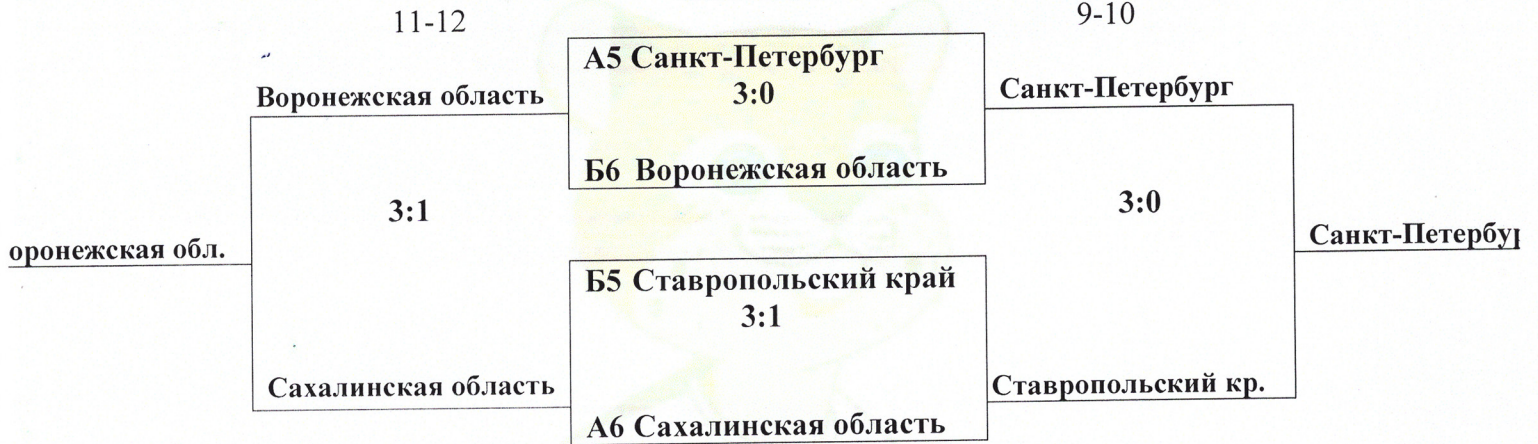 11-12
9-10
А5 Санкт-Петербург
3:0
Воронежская область
Санкт-Петербург
Б6 Воронежская область
3:1
3:0
оронежская обл.
Санкт-Петербур
Б5 Ставропольский край
3:1
Сахалинская область
Ставропольский кр.
А6 Сахалинская область